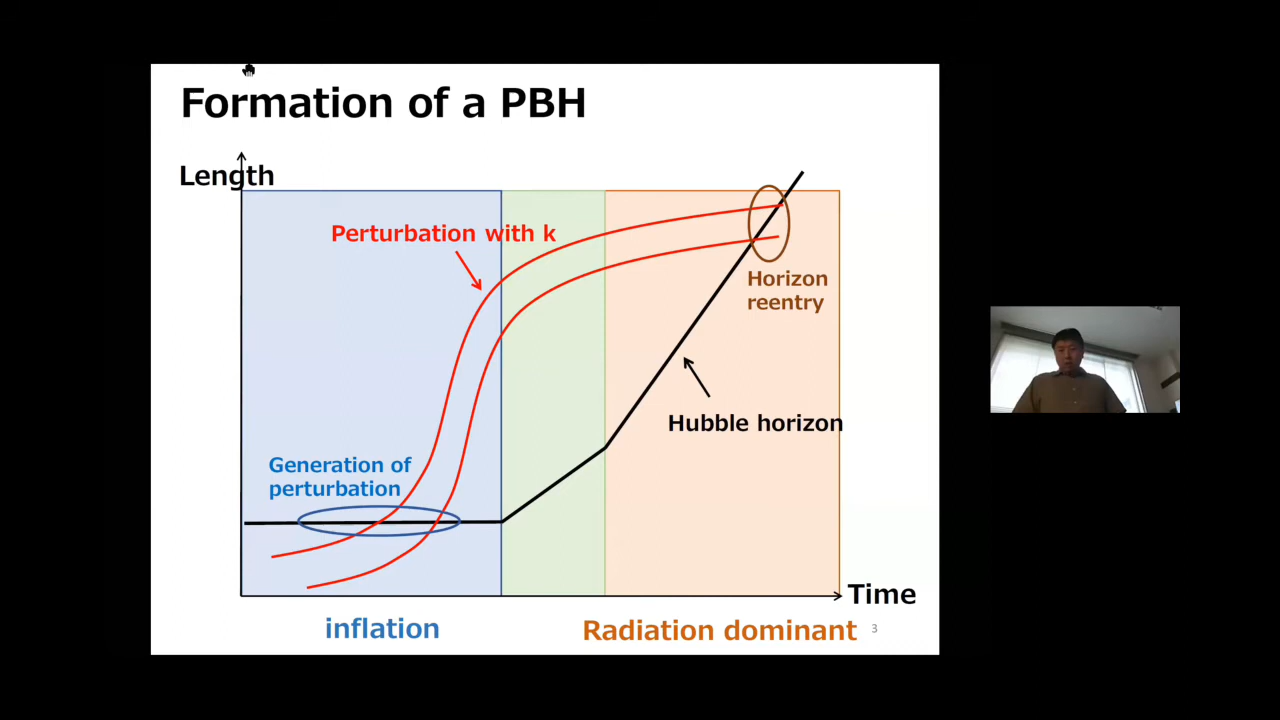 Formation of a PBH
Length
Perturbation with k
Horizon
reentry
Hubble horizon
Generation of
perturbation
Time
inflation
Radiation dominant
3